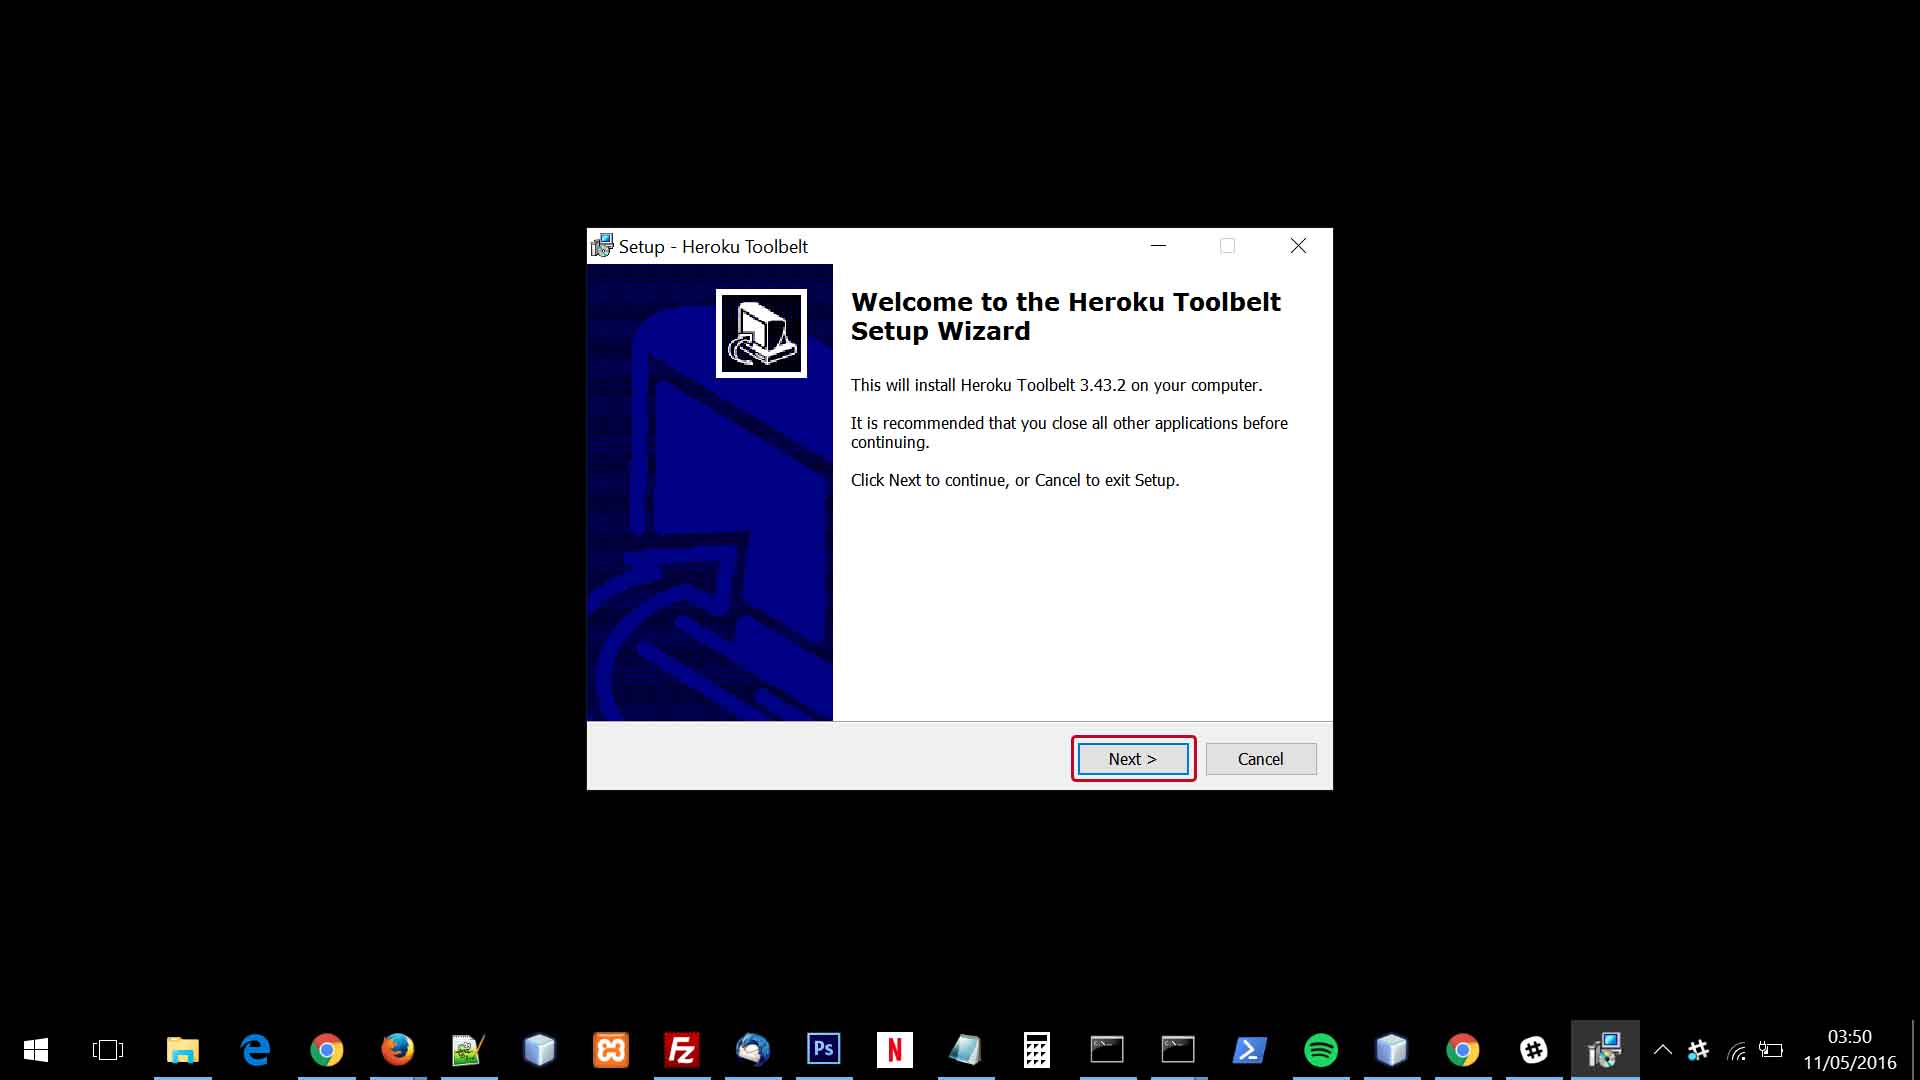 Setup - Heroku Toolbelt
Welcome to the Heroku Toolbelt
Setup Wizard
This will install Heroku Toolbelt 3.43.2 on your computer.
It is recommended that you close all other applications before
continuing.
Click Next to continue, or Cancel to exit Setup.
Next >
Cancel
Fz
Ps
N
03:50
11/05/2016